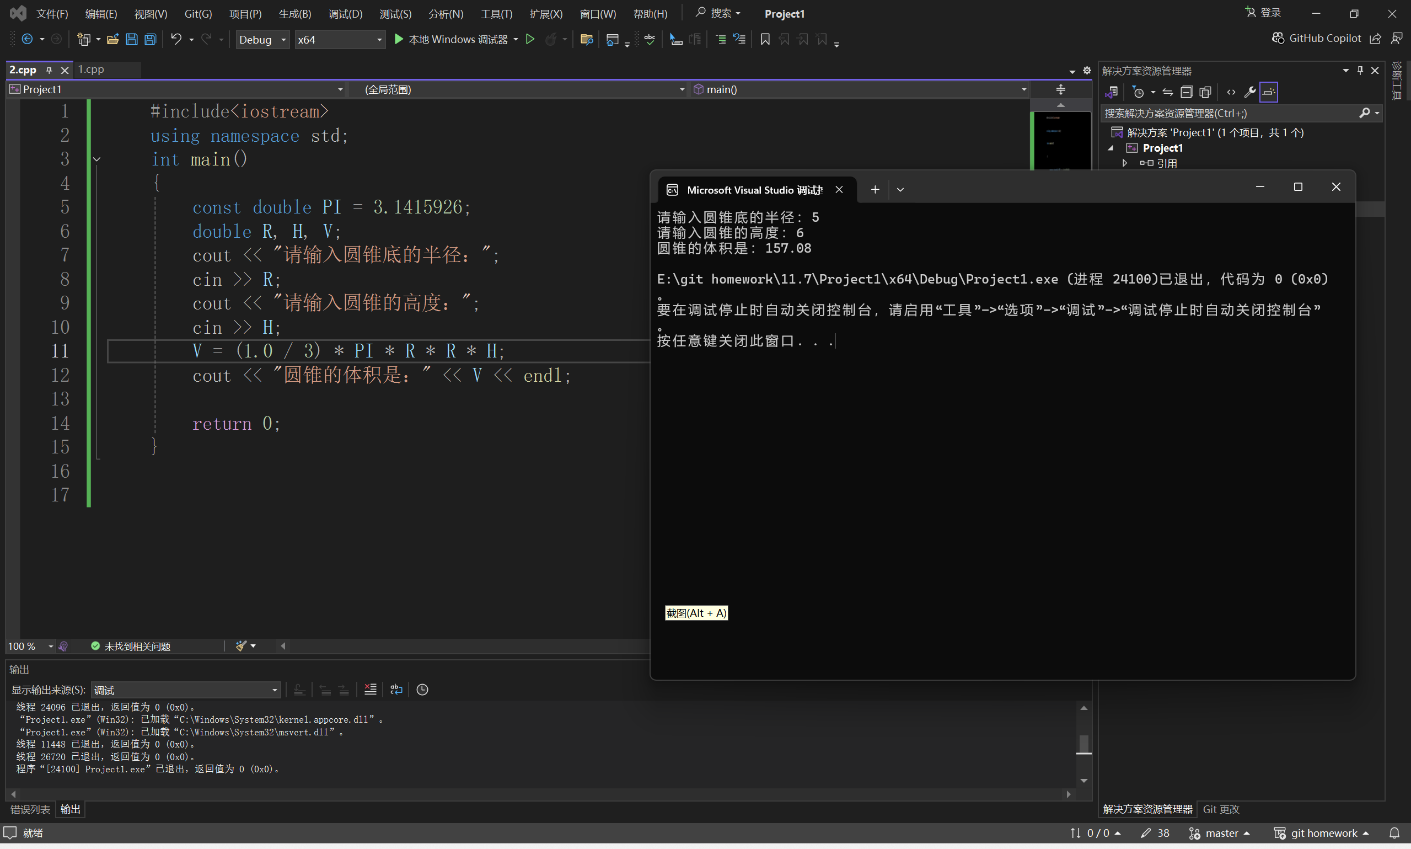 文件(F) 编辑(E) 视图(V) Git(G) 项目(P) 生成(B) 调试(D) 测试(S) 分析(N) 工具(T) 扩展(X) 窗口(W) 帮助(H) 搜索 Project1 登录
Debug x64 本地 Windows 调试器 GitHub Copilot
2.cpp 1.cpp
Project1 (全局范围) main()
1 #include<iostream>
2 using namespace std;
3 int main()
4 {
5 const double PI = 3.1415926;
6 double R, H, V;
7 cout << "请输入圆锥底的半径：";
8 cin >> R;
9 cout << "请输入圆锥的高度：";
10 cin >> H;
11 V = (1.0 / 3) * PI * R * R * H;
12 cout << "圆锥的体积是：" << V << endl;
13
14 return 0;
15 }
16
17
100 % 未找到相关问题
输出
显示输出来源(S): 调试
线程 24096 已退出，返回值为 0 (0x0)。
“Project1.exe”(Win32): 已加载“C:\Windows\System32\kernel.appcore.dll”。
“Project1.exe”(Win32): 已加载“C:\Windows\System32\msvcrt.dll”。
线程 11448 已退出，返回值为 0 (0x0)。
线程 26720 已退出，返回值为 0 (0x0)。
程序“[24100] Project1.exe”已退出，返回值为 0 (0x0)。
错误列表 输出
Microsoft Visual Studio 调试
请输入圆锥底的半径：5
请输入圆锥的高度：6
圆锥的体积是：157.08
E:\git homework\11.7\Project1\x64\Debug\Project1.exe (进程 24100)已退出，代码为 0 (0x0)
。
要在调试停止时自动关闭控制台，请启用“工具”->“选项”->“调试”->“调试停止时自动关闭控制台”
。
按任意键关闭此窗口. . .
截图(Alt + A)
解决方案资源管理器
搜索解决方案资源管理器(Ctrl+;)
解决方案 'Project1' (1 个项目，共 1 个)
Project1
引用
诊断工具
解决方案资源管理器 Git 更改
就绪 0 / 0 38 master git homework